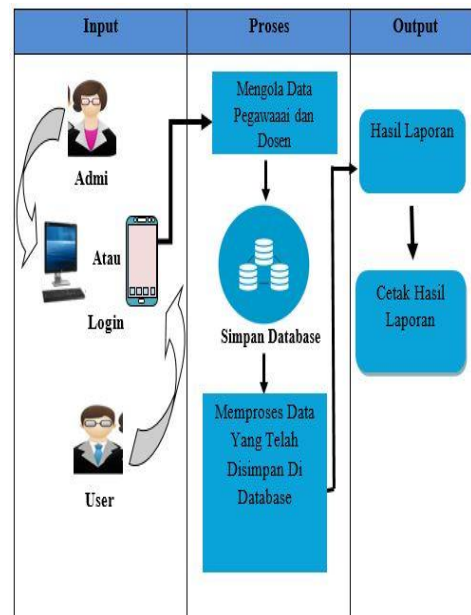 Input
Proses
Output
Admi
Atau
Login
User
Mengola Data
Pegawaaai dan
Dosen
Simpan Database
Memproses Data
Yang Telah
Disimpan Di
Database
Hasil Laporan
Cetak Hasil
Laporan